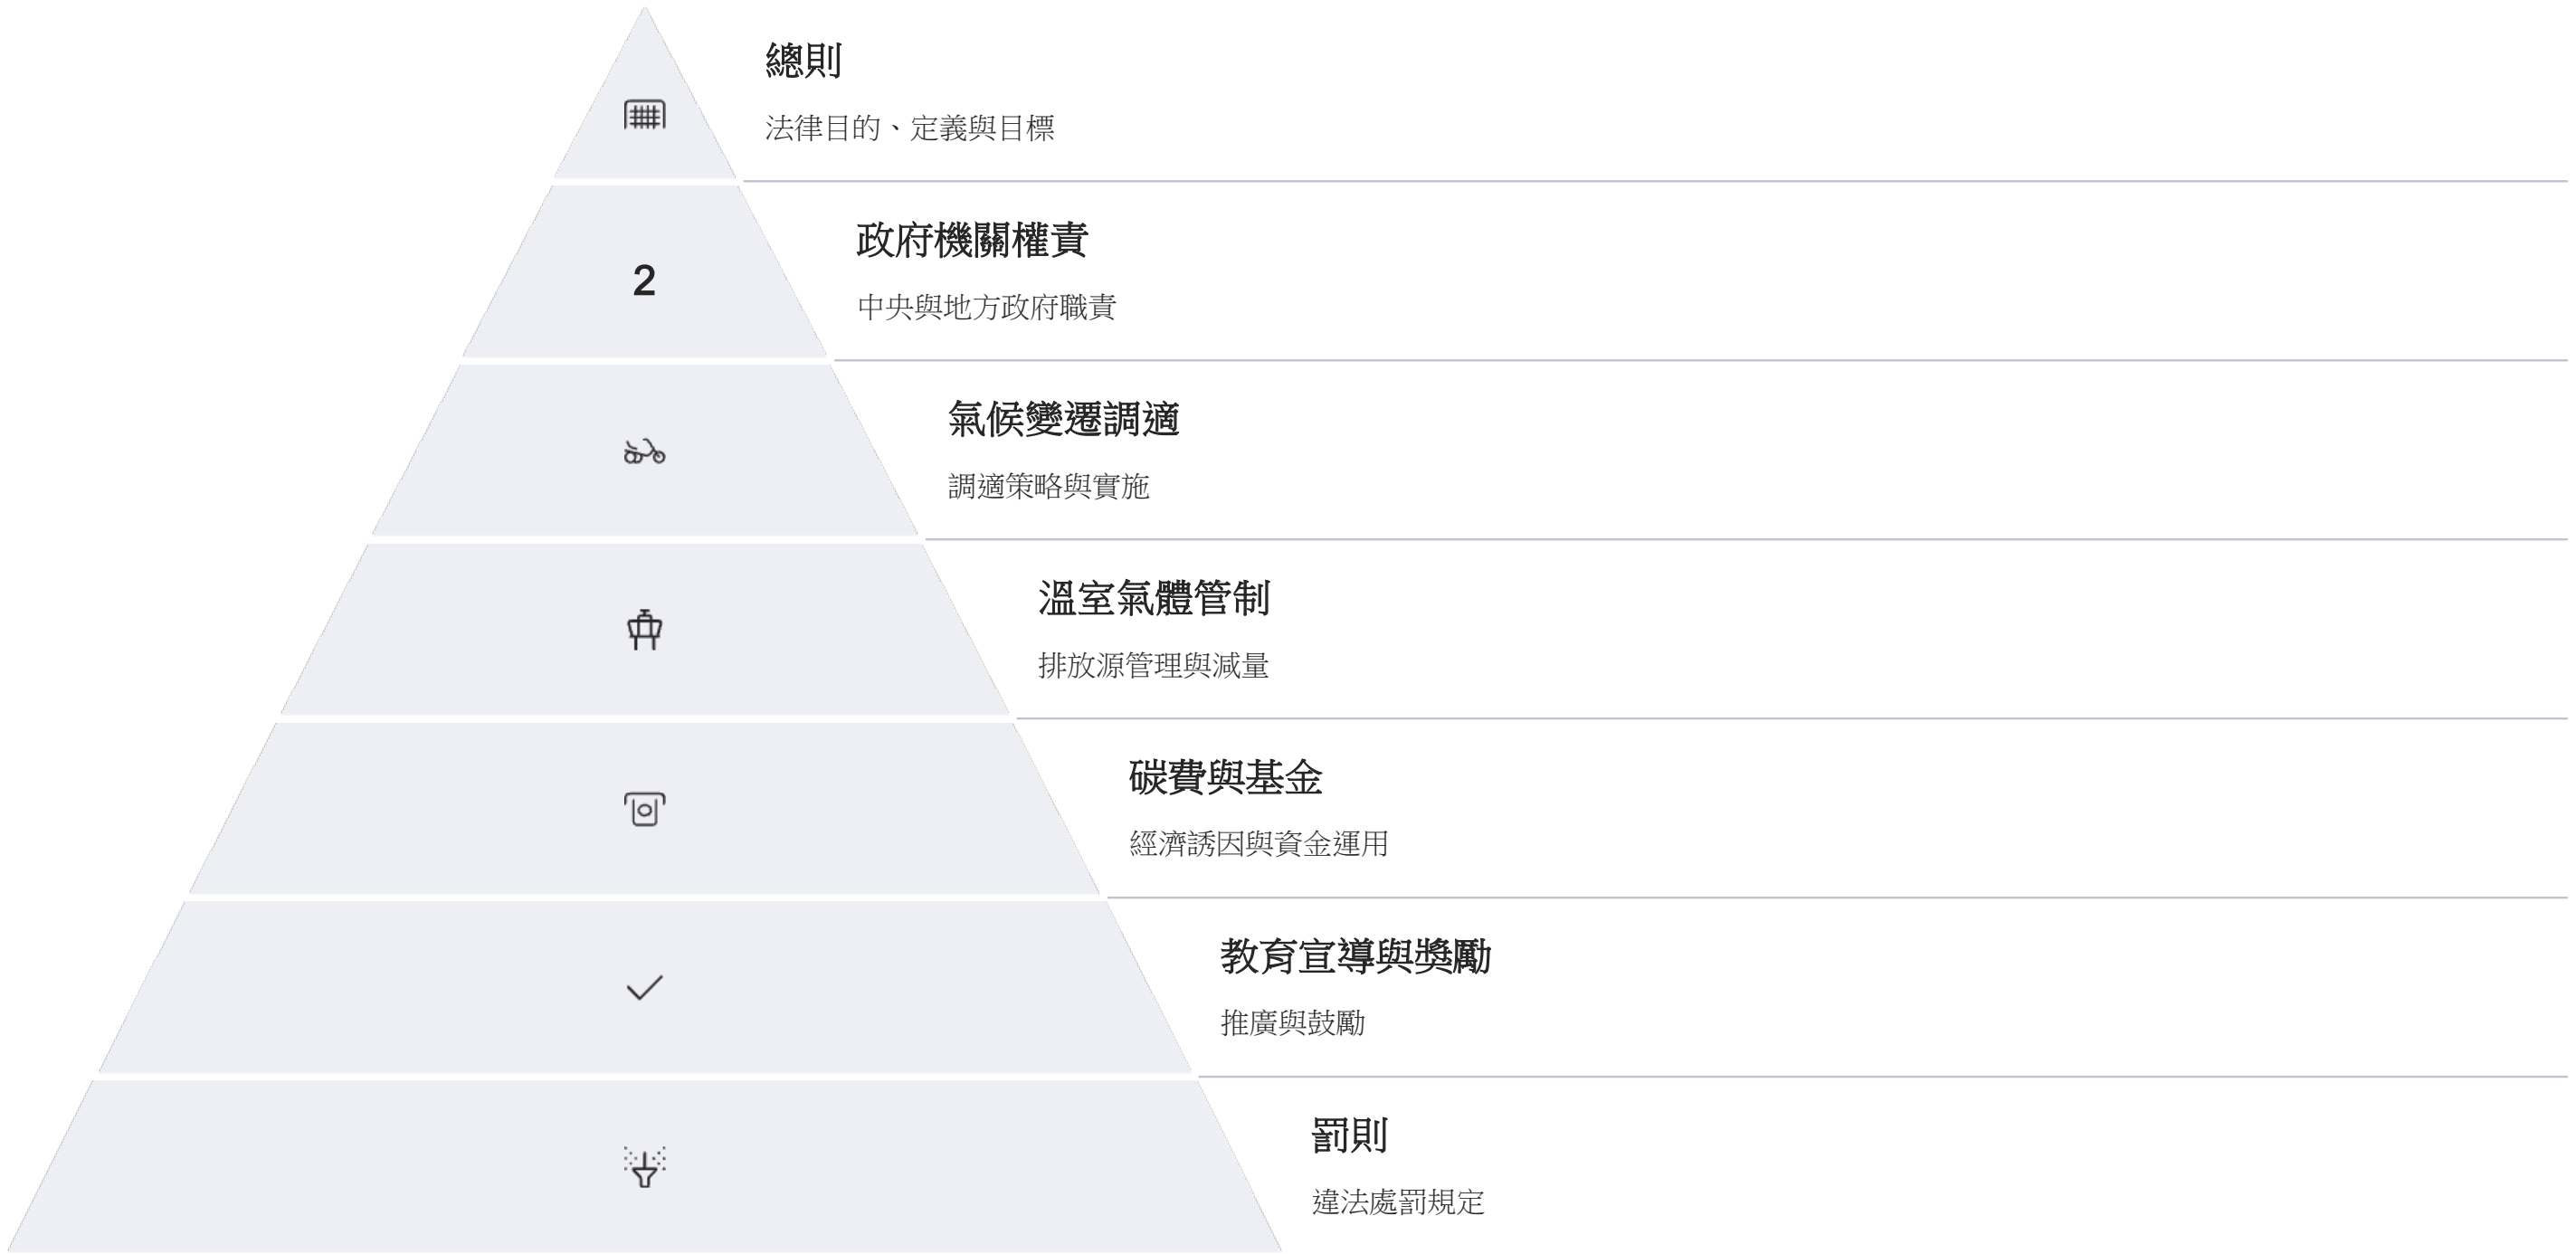 總則
法律目的、定義與目標
2
政府機關權責
中央與地方政府職責
氣候變遷調適
調適策略與實施
溫室氣體管制
排放源管理與減量
碳費與基金
經濟誘因與資金運用
教育宣導與獎勵
推廣與鼓勵
罰則
違法處罰規定